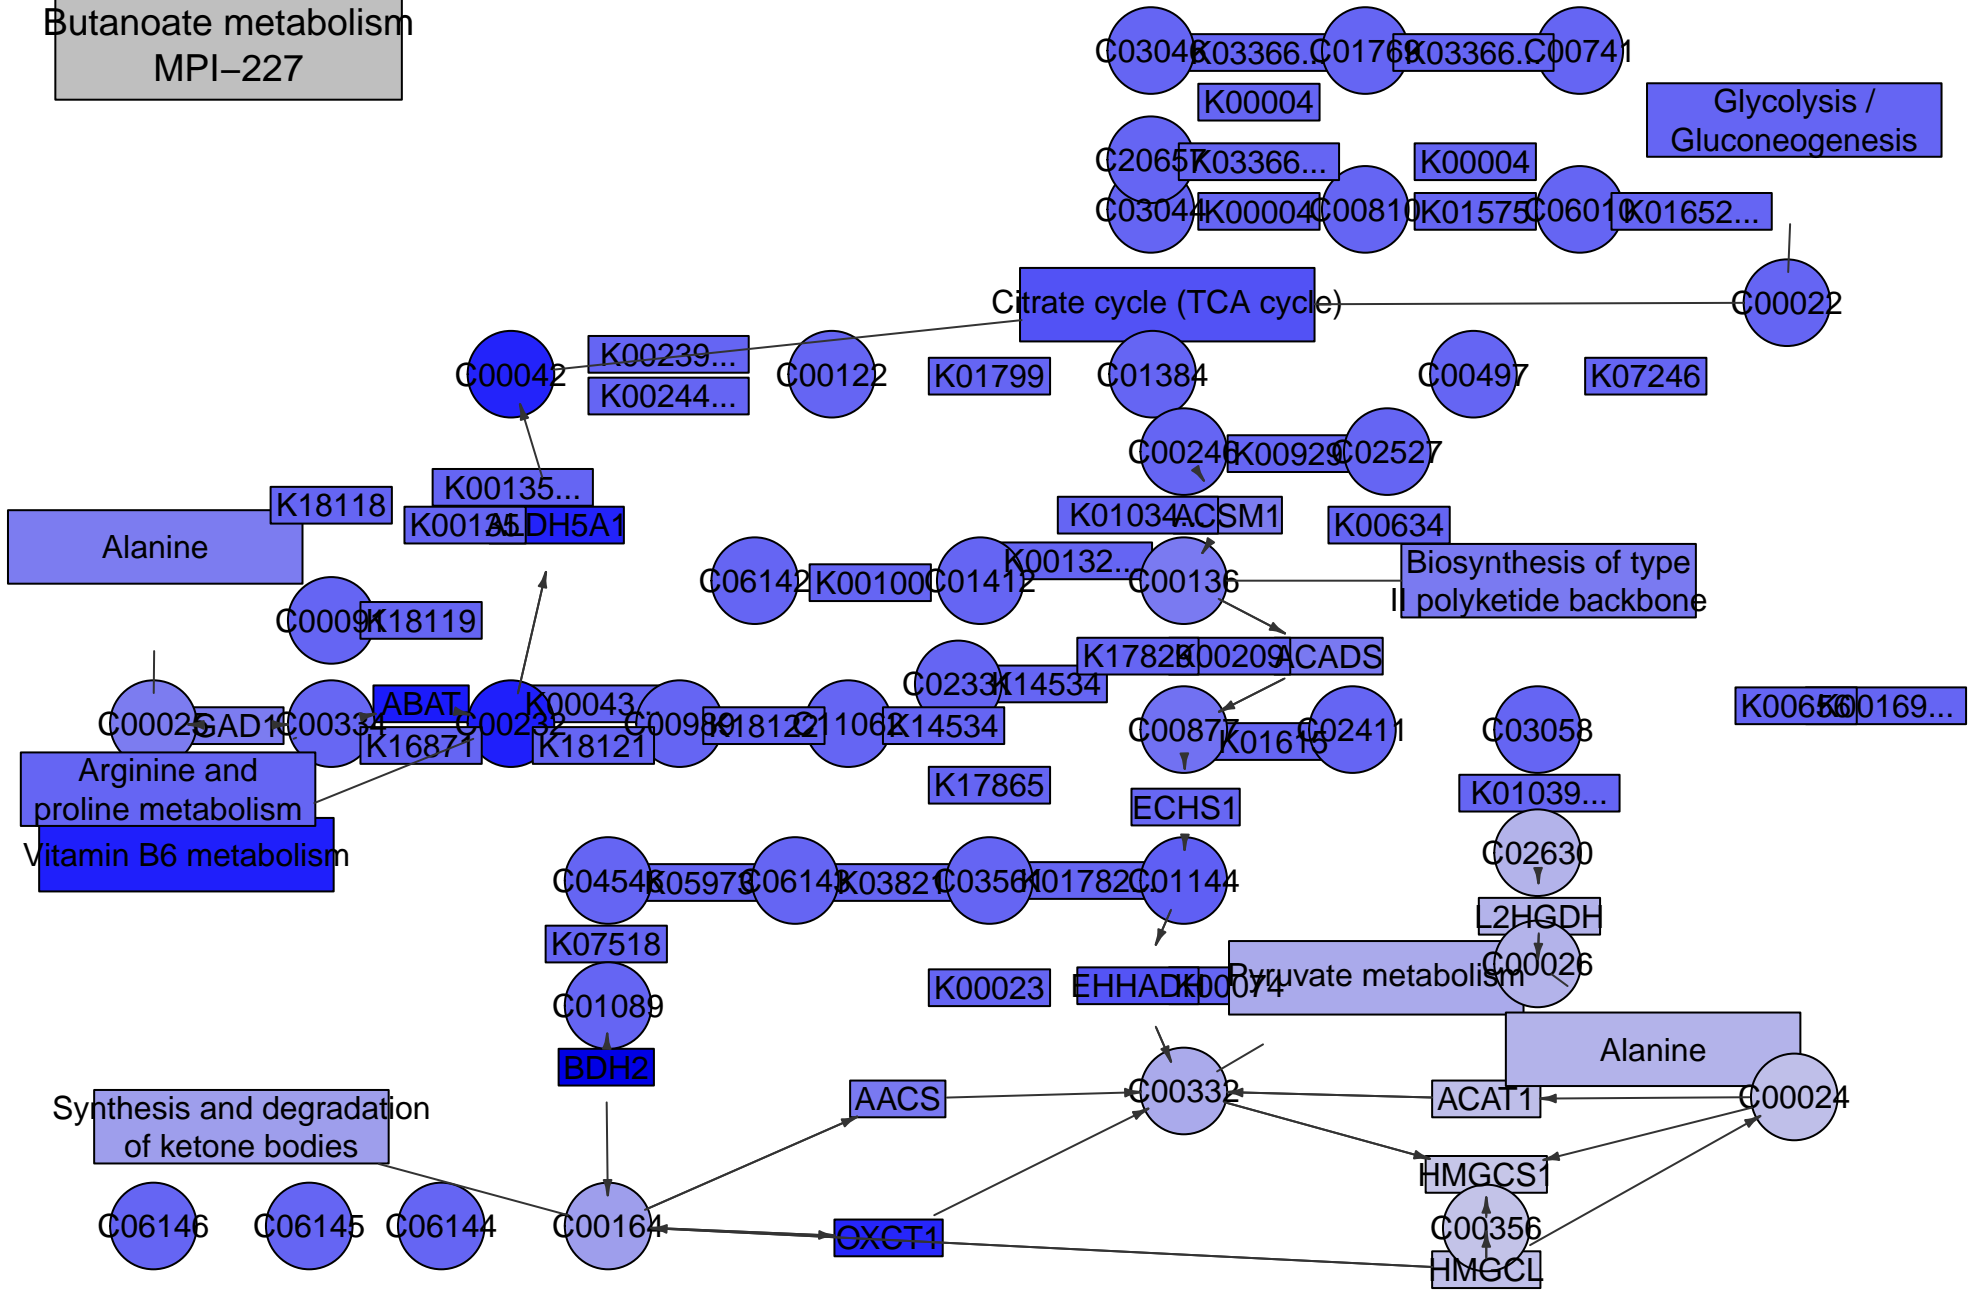 Butanoate metabolism
MPI−227
C03046
K03366...
C01769
K03366...
C00741
K00004
Glycolysis /
Gluconeogenesis
C20657
K03366...
K00004
C03044
K00004
C00810
K01575
C06010
K01652...
Citrate cycle (TCA cycle)
C00022
C00042
K00239...
K00244...
C00122
K01799
C01384
C00497
K07246
C00246
K00929
C02527
K18118
K00135...
K00135
ALDH5A1
K01034...
ACSM1
K00634
Alanine
C06142
K00100
C01412
K00132...
C00136
Biosynthesis of type
II polyketide backbone
C00091
K18119
C02331
K14534
K17829
K00209
ACADS
C00025
GAD1
C00334
ABAT
K16871
C00232
K00043...
K18121
C00989
K18122
C11062
K14534
C00877
K01615
C02411
C03058
K00656
K00169...
Arginine and
proline metabolism
K17865
ECHS1
K01039...
Vitamin B6 metabolism
C02630
C04546
K05973
C06143
K03821
C03561
K01782...
C01144
L2HGDH
K07518
C00026
Pyruvate metabolism
K00023
EHHADH
K00074
C01089
Alanine
BDH2
Synthesis and degradation
of ketone bodies
AACS
C00332
ACAT1
C00024
HMGCS1
C06146
C06145
C06144
C00164
OXCT1
C00356
HMGCL